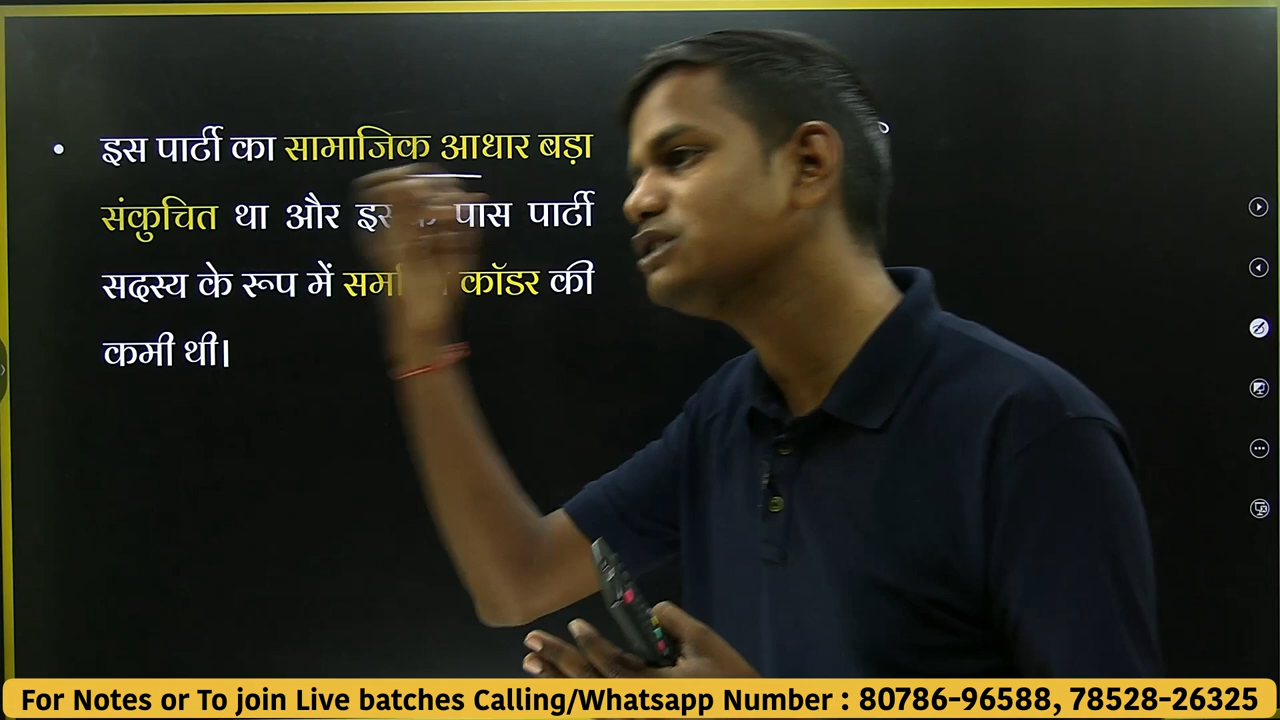 • इस पार्टी का सामाजिक आधार बड़ा
संकुचित था और पास पार्टी
सदस्य के रूप में कॉडर की
कमी थी।
For Notes or To join Live batches Calling/Whatsapp Number : 80786-96588, 78528-26325